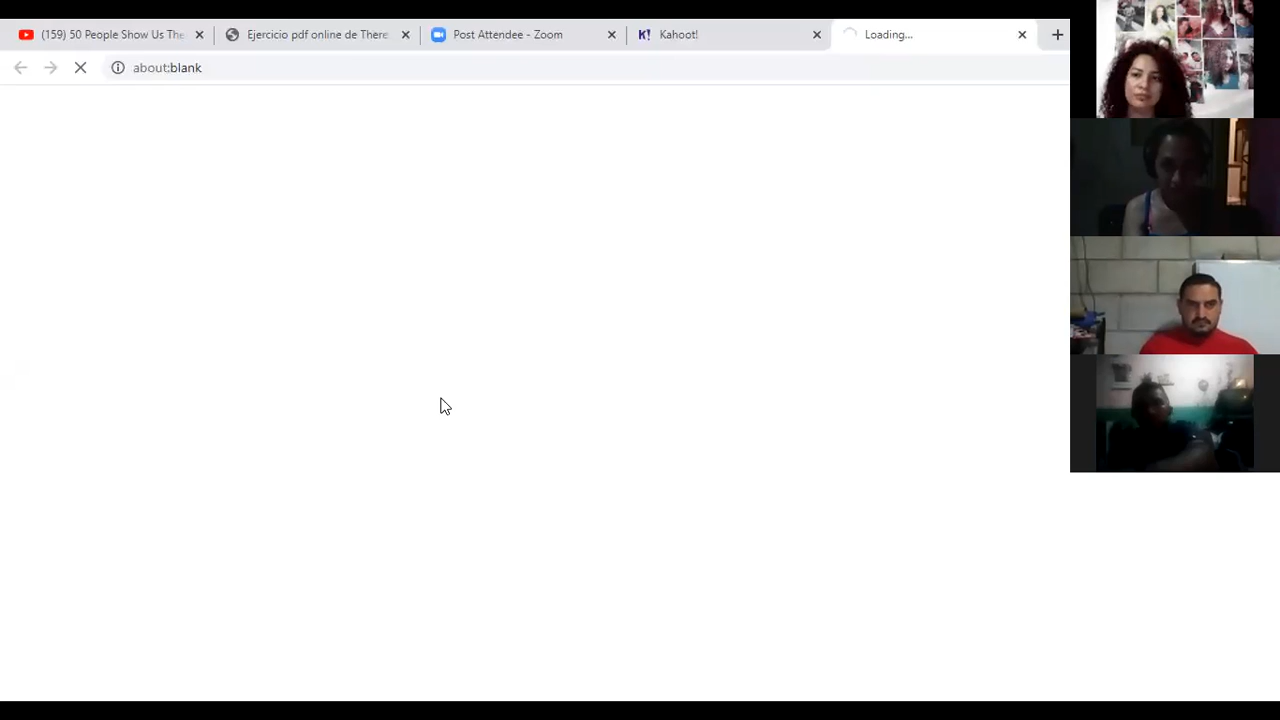 (159) 50 People Show Us The
Ejercicio pdf online de There
Post Attendee - Zoom
K! Kahoot!
Loading...
about:blank